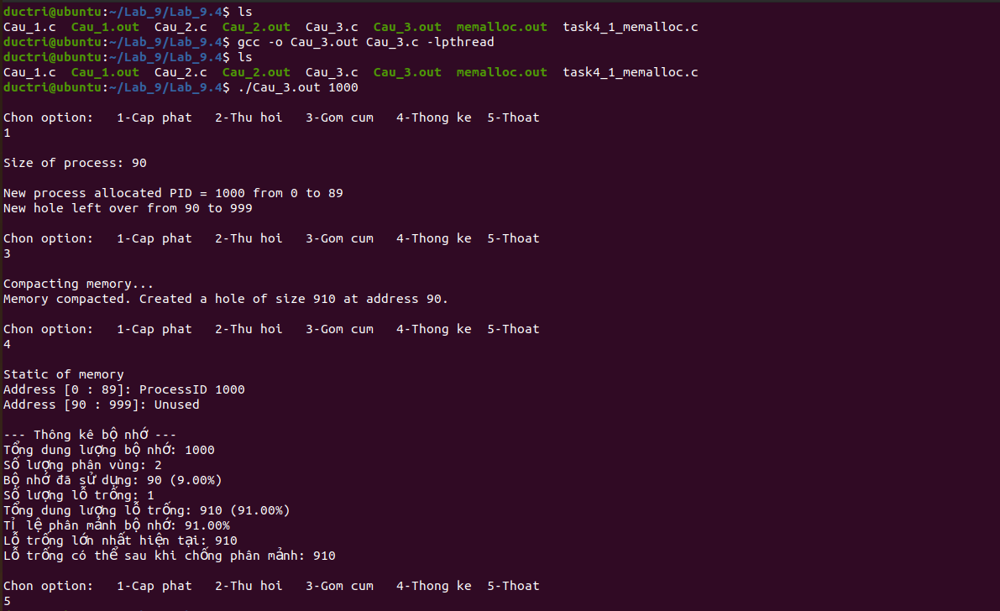 ductri@ubuntu:~/Lab_9/Lab_9.4$ ls
Cau_1.c  Cau_1.out  Cau_2.c  Cau_2.out  Cau_3.c  Cau_3.out  memalloc.out  task4_1_memalloc.c
ductri@ubuntu:~/Lab_9/Lab_9.4$ gcc -o Cau_3.out Cau_3.c -lpthread
ductri@ubuntu:~/Lab_9/Lab_9.4$ ls
Cau_1.c  Cau_1.out  Cau_2.c  Cau_2.out  Cau_3.c  Cau_3.out  memalloc.out  task4_1_memalloc.c
ductri@ubuntu:~/Lab_9/Lab_9.4$ ./Cau_3.out 1000
Chon option:   1-Cap phat   2-Thu hoi   3-Gom cum   4-Thong ke  5-Thoat
1
Size of process: 90
New process allocated PID = 1000 from 0 to 89
New hole left over from 90 to 999
Chon option:   1-Cap phat   2-Thu hoi   3-Gom cum   4-Thong ke  5-Thoat
3
Compacting memory...
Memory compacted. Created a hole of size 910 at address 90.
Chon option:   1-Cap phat   2-Thu hoi   3-Gom cum   4-Thong ke  5-Thoat
4
Static of memory
Address [0 : 89]: ProcessID 1000
Address [90 : 999]: Unused
--- Thông kê bộ nhớ ---
Tổng dung lượng bộ nhớ: 1000
Số lượng phân vùng: 2
Bộ nhớ đã sử dụng: 90 (9.00%)
Số lượng lỗ trống: 1
Tổng dung lượng lỗ trống: 910 (91.00%)
Tỉ lệ phân mảnh bộ nhớ: 91.00%
Lỗ trống lớn nhất hiện tại: 910
Lỗ trống có thể sau khi chống phân mảnh: 910
Chon option:   1-Cap phat   2-Thu hoi   3-Gom cum   4-Thong ke  5-Thoat
5